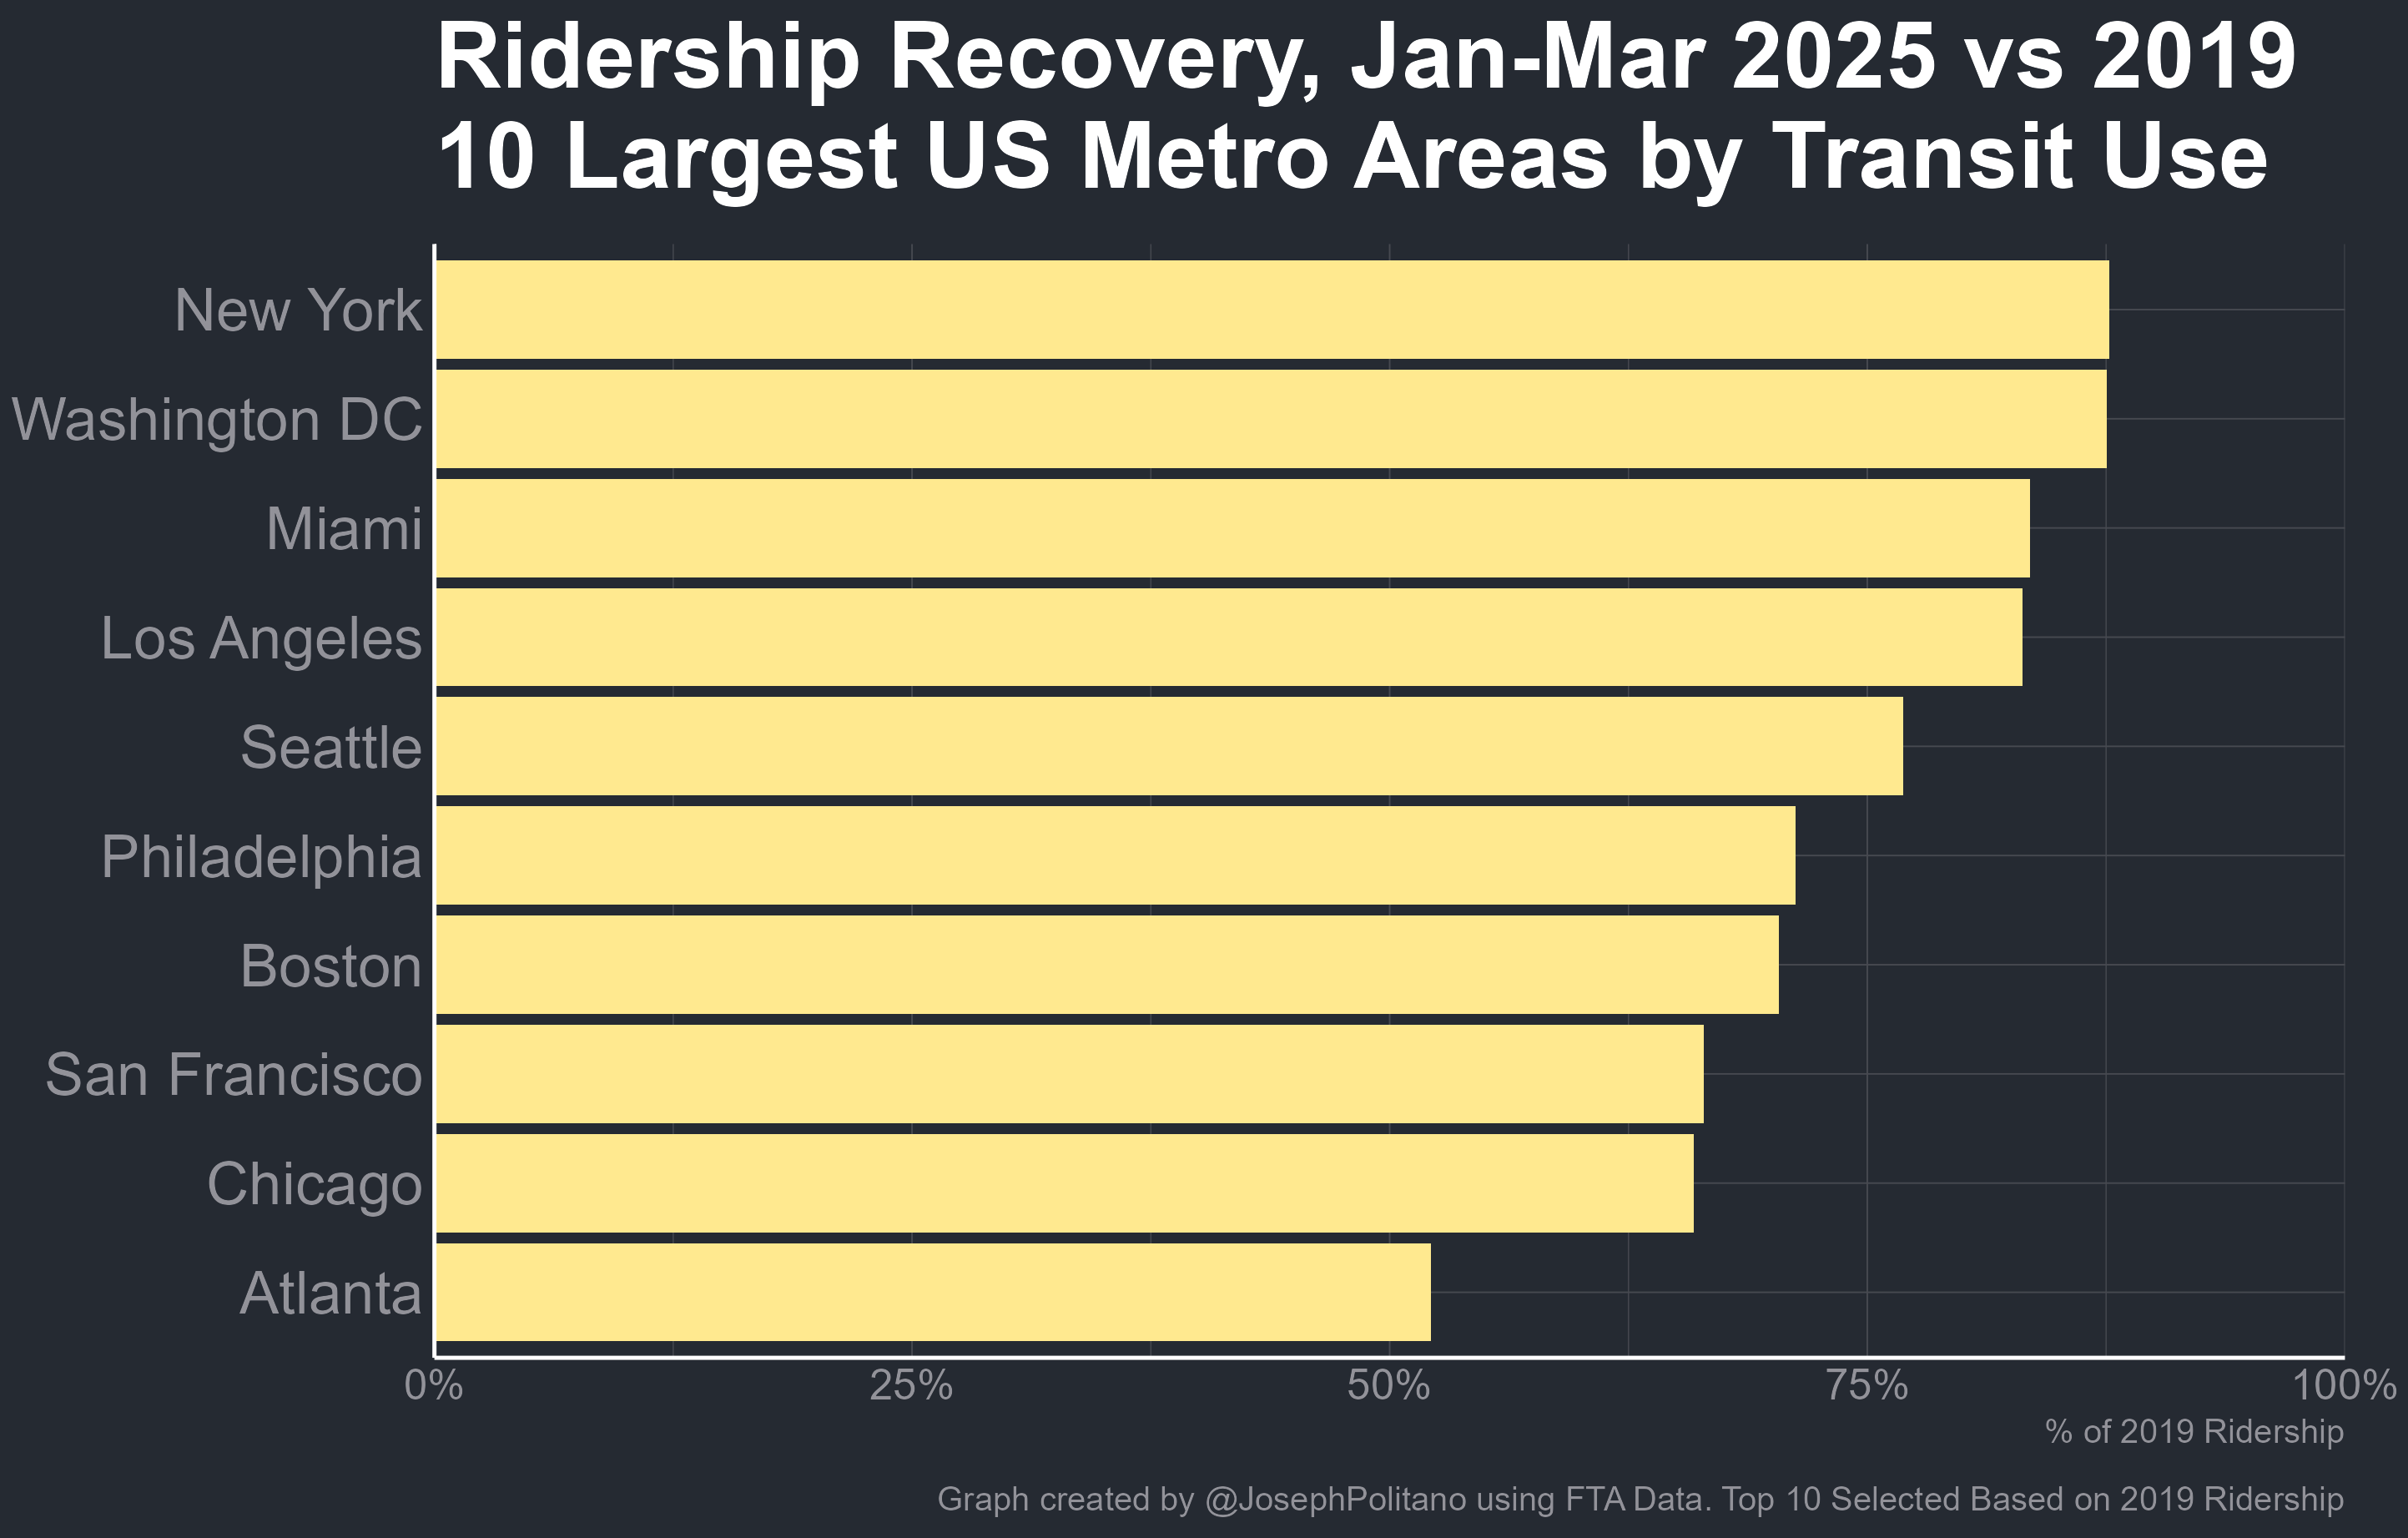 Ridership Recovery, Jan-Mar 2025 vs 2019
10 Largest US Metro Areas by Transit Use
New York
Washington DC
Miami
Los Angeles
Seattle
Philadelphia
Boston
San Francisco
Chicago
Atlanta
0% 25% 50% 75% 100%
% of 2019 Ridership
Graph created by @JosephPolitano using FTA Data. Top 10 Selected Based on 2019 Ridership